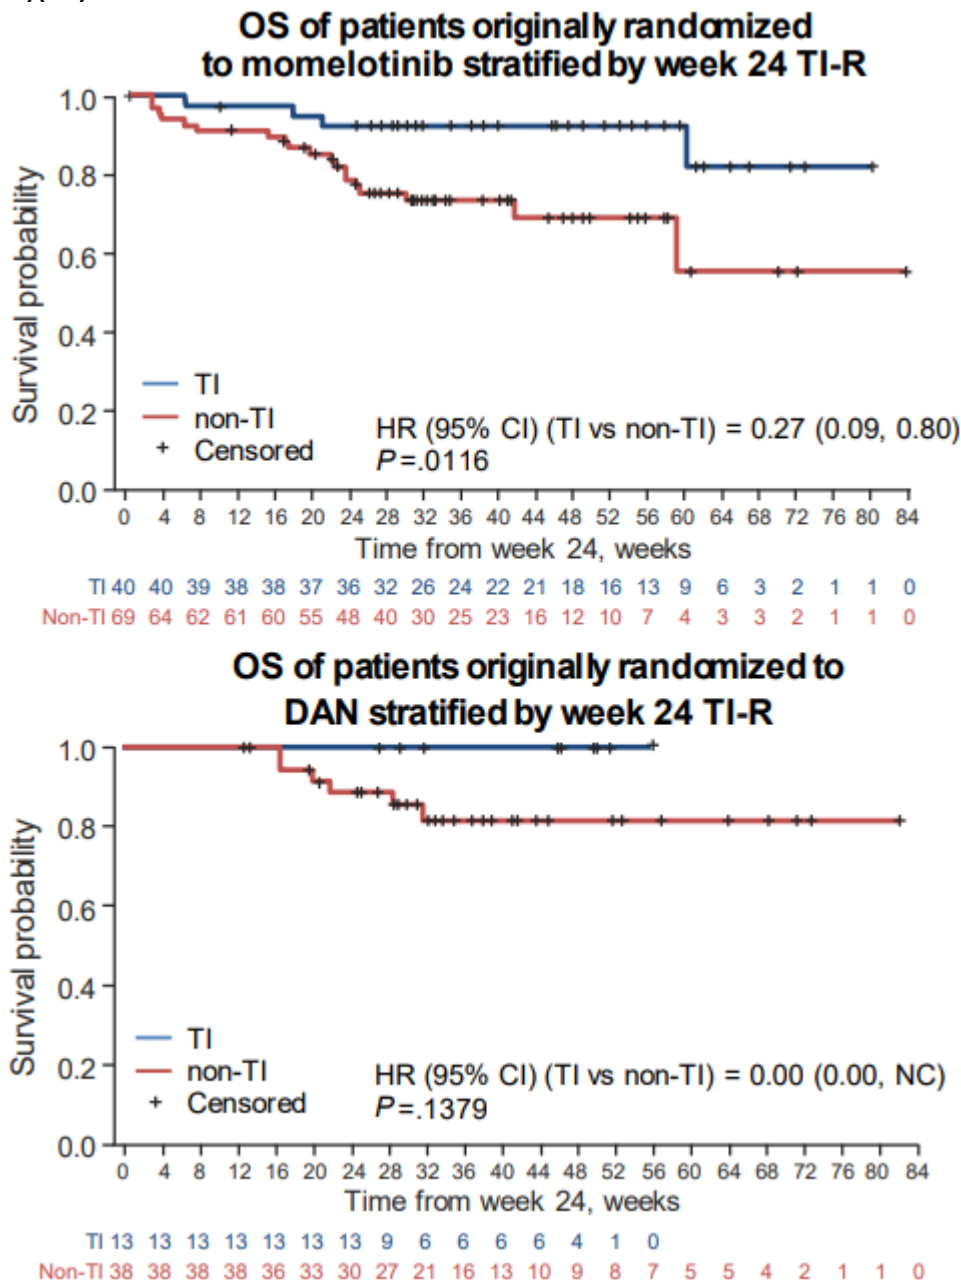 OS of patients originally randomized
to momelotinib stratified by week 24 TI-R
1.0
0.8
0.6
0.4
0.2
0.0
Survival probability
TI
non-TI
Censored
HR (95% CI) (TI vs non-TI) = 0.27 (0.09, 0.80)
P=.0116
0 4 8 12 16 20 24 28 32 36 40 44 48 52 56 60 64 68 72 76 80 84
Time from week 24, weeks
TI 40 40 39 38 38 37 36 32 26 24 22 21 18 16 13 9 6 3 2 1 1 0
Non-TI 69 64 62 61 60 55 48 40 30 25 23 16 12 10 7 4 3 3 2 1 1 0
OS of patients originally randomized to
DAN stratified by week 24 TI-R
1.0
0.8
0.6
0.4
0.2
0.0
Survival probability
TI
non-TI
Censored
HR (95% CI) (TI vs non-TI) = 0.00 (0.00, NC)
P=.1379
0 4 8 12 16 20 24 28 32 36 40 44 48 52 56 60 64 68 72 76 80 84
Time from week 24, weeks
TI 13 13 13 13 13 13 13 9 6 6 6 6 4 1 0
Non-TI 38 38 38 38 36 33 30 27 21 16 13 10 9 8 7 5 5 4 2 1 1 0